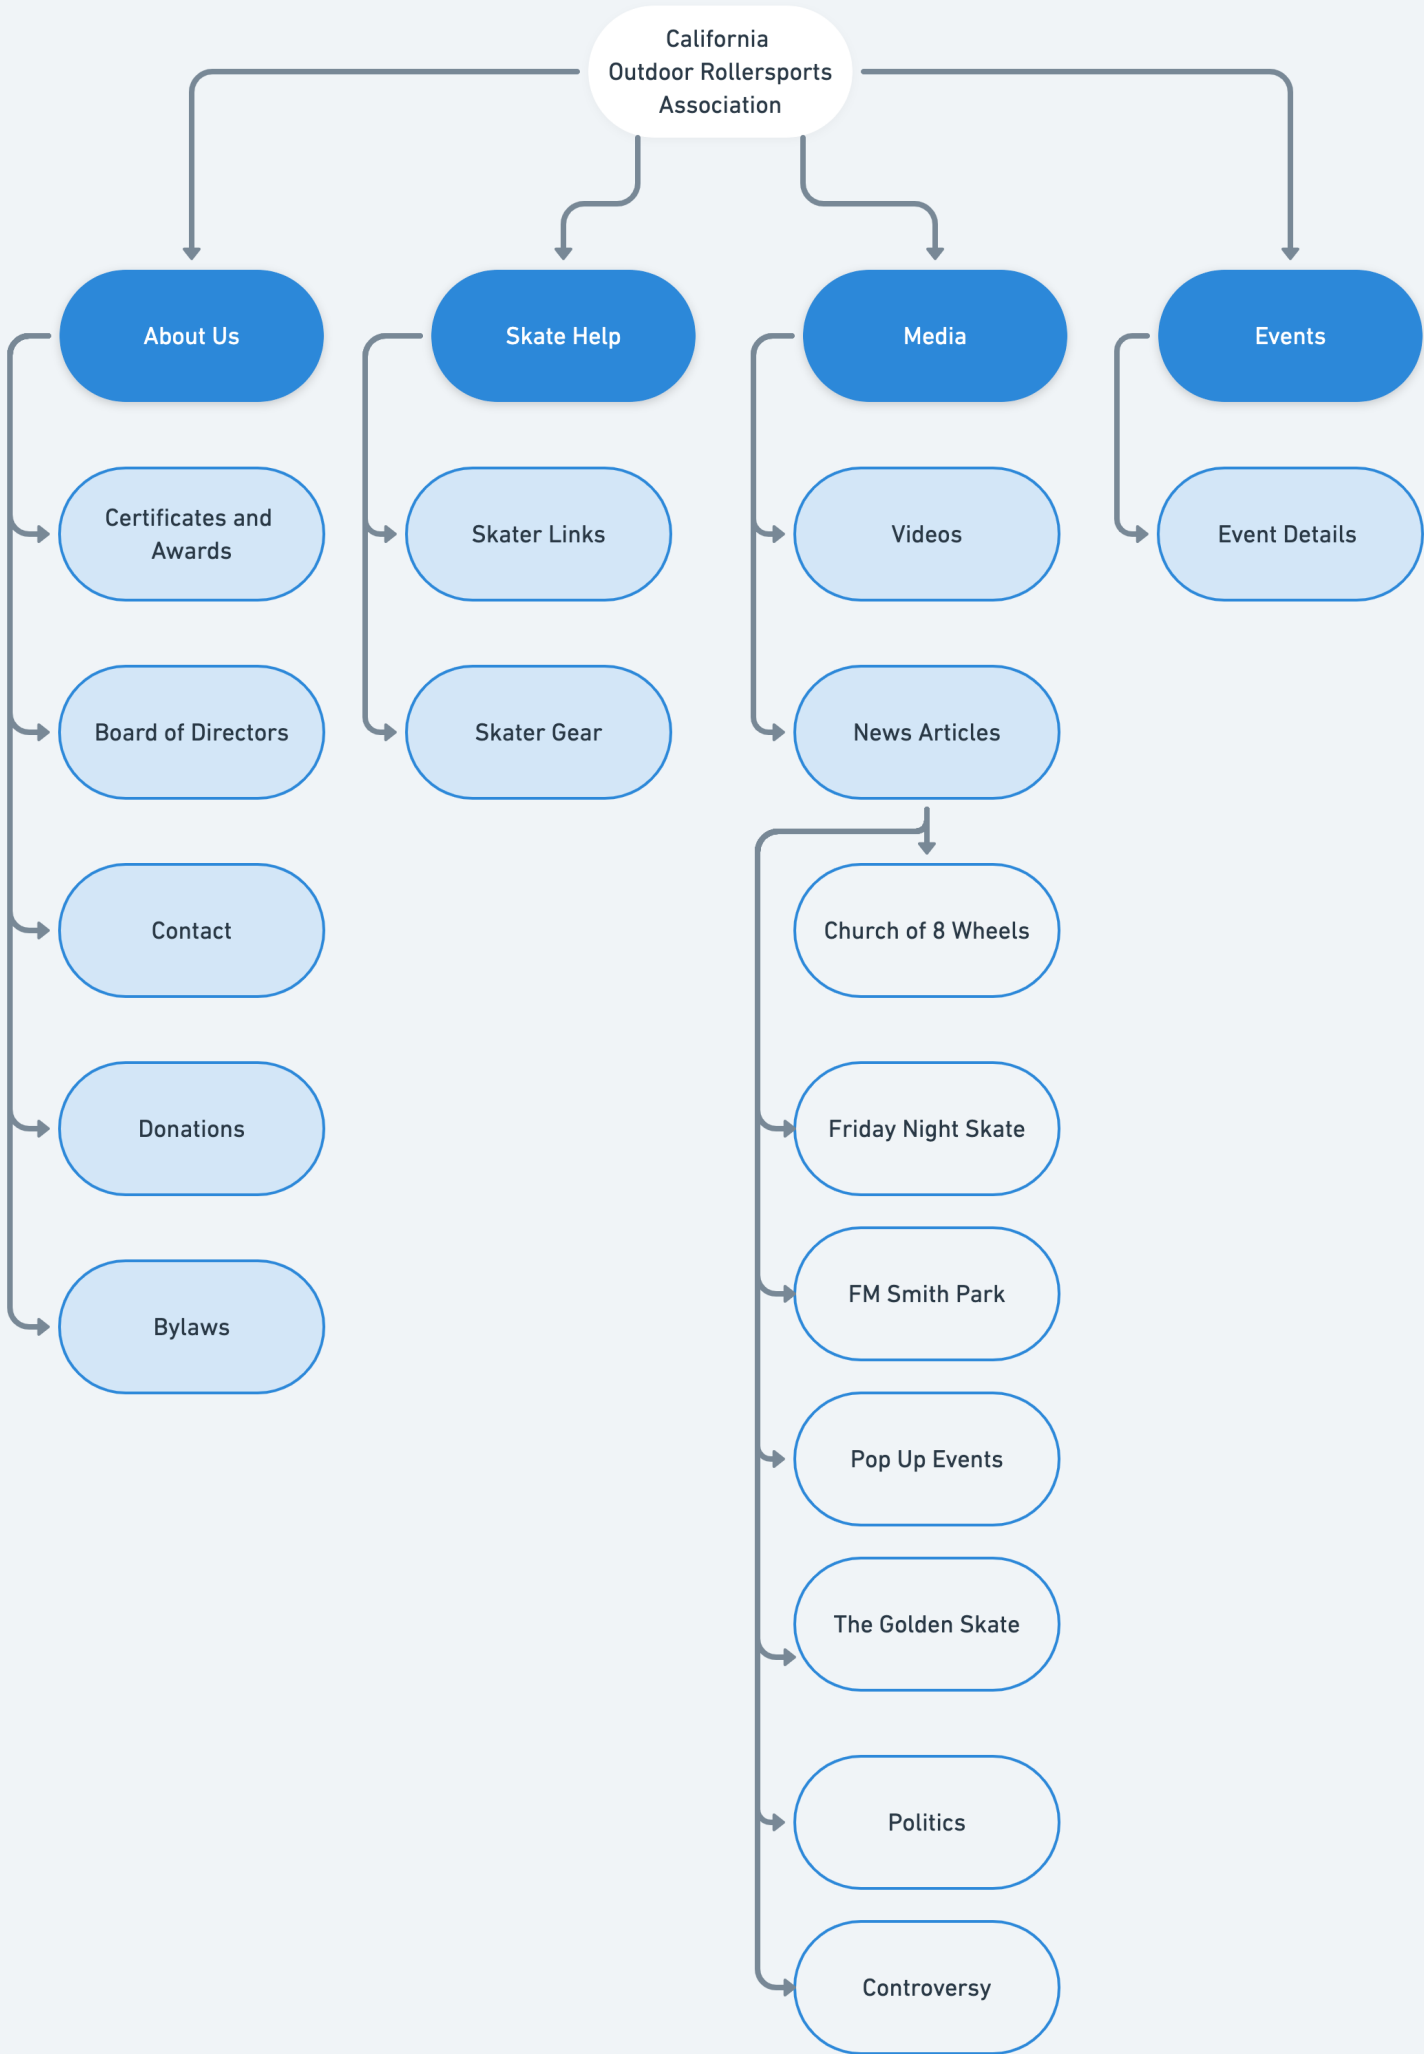 California
Outdoor Rollersports
Association
About Us
Skate Help
Media
Events
Certificates and
Awards
Skater Links
Videos
Event Details
Board of Directors
Skater Gear
News Articles
Contact
Church of 8 Wheels
Donations
Friday Night Skate
FM Smith Park
Bylaws
Pop Up Events
The Golden Skate
Politics
Controversy